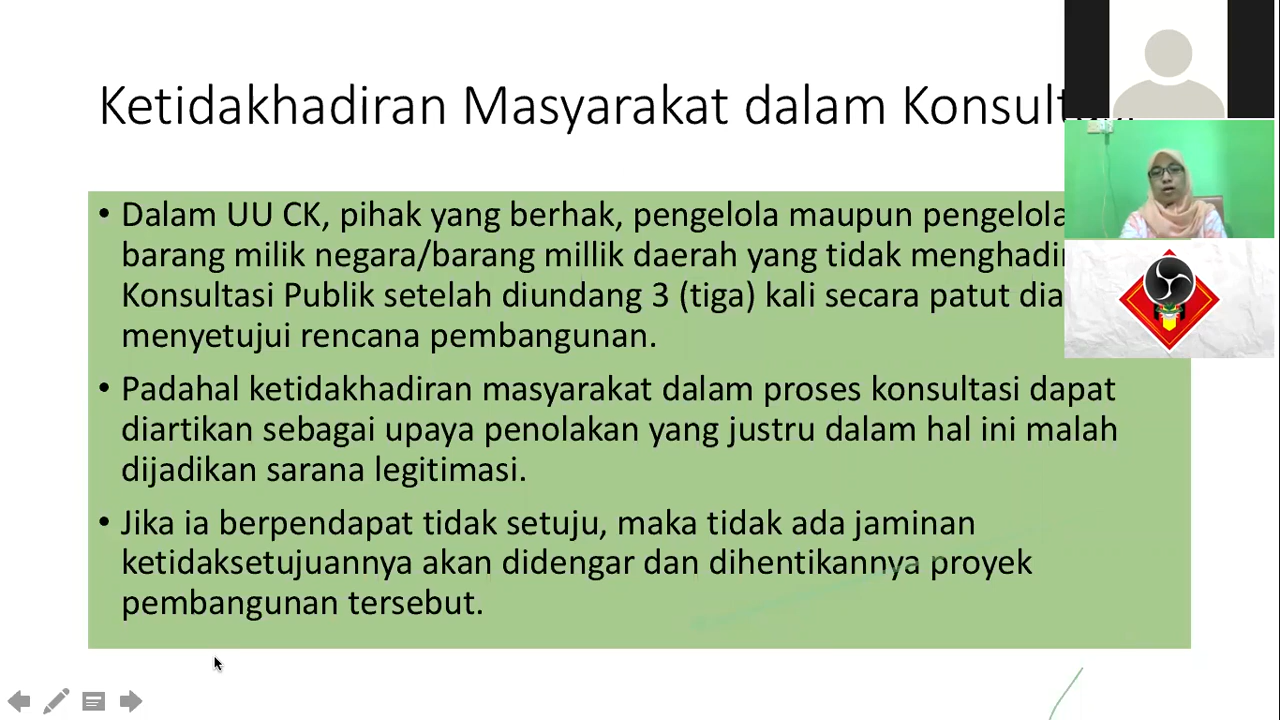 Ketidakhadiran Masyarakat dalam
• Dalam UU CK, pihak yang berhak, pengelola maupun pengelola
barang milik negara/barang millik daerah yang tidak
Konsultasi Publik setelah diundang 3 (tiga) kali secara patut
menyetujui rencana pembangunan.
• Padahal ketidakhadiran masyarakat dalam proses konsultasi dapat
diartikan sebagai upaya penolakan yang justru dalam hal ini malah
dijadikan sarana legitimasi.
• Jika ia berpendapat tidak setuju, maka tidak ada jaminan
ketidaksetujuannya akan didengar dan dihentikannya proyek
pembangunan tersebut.